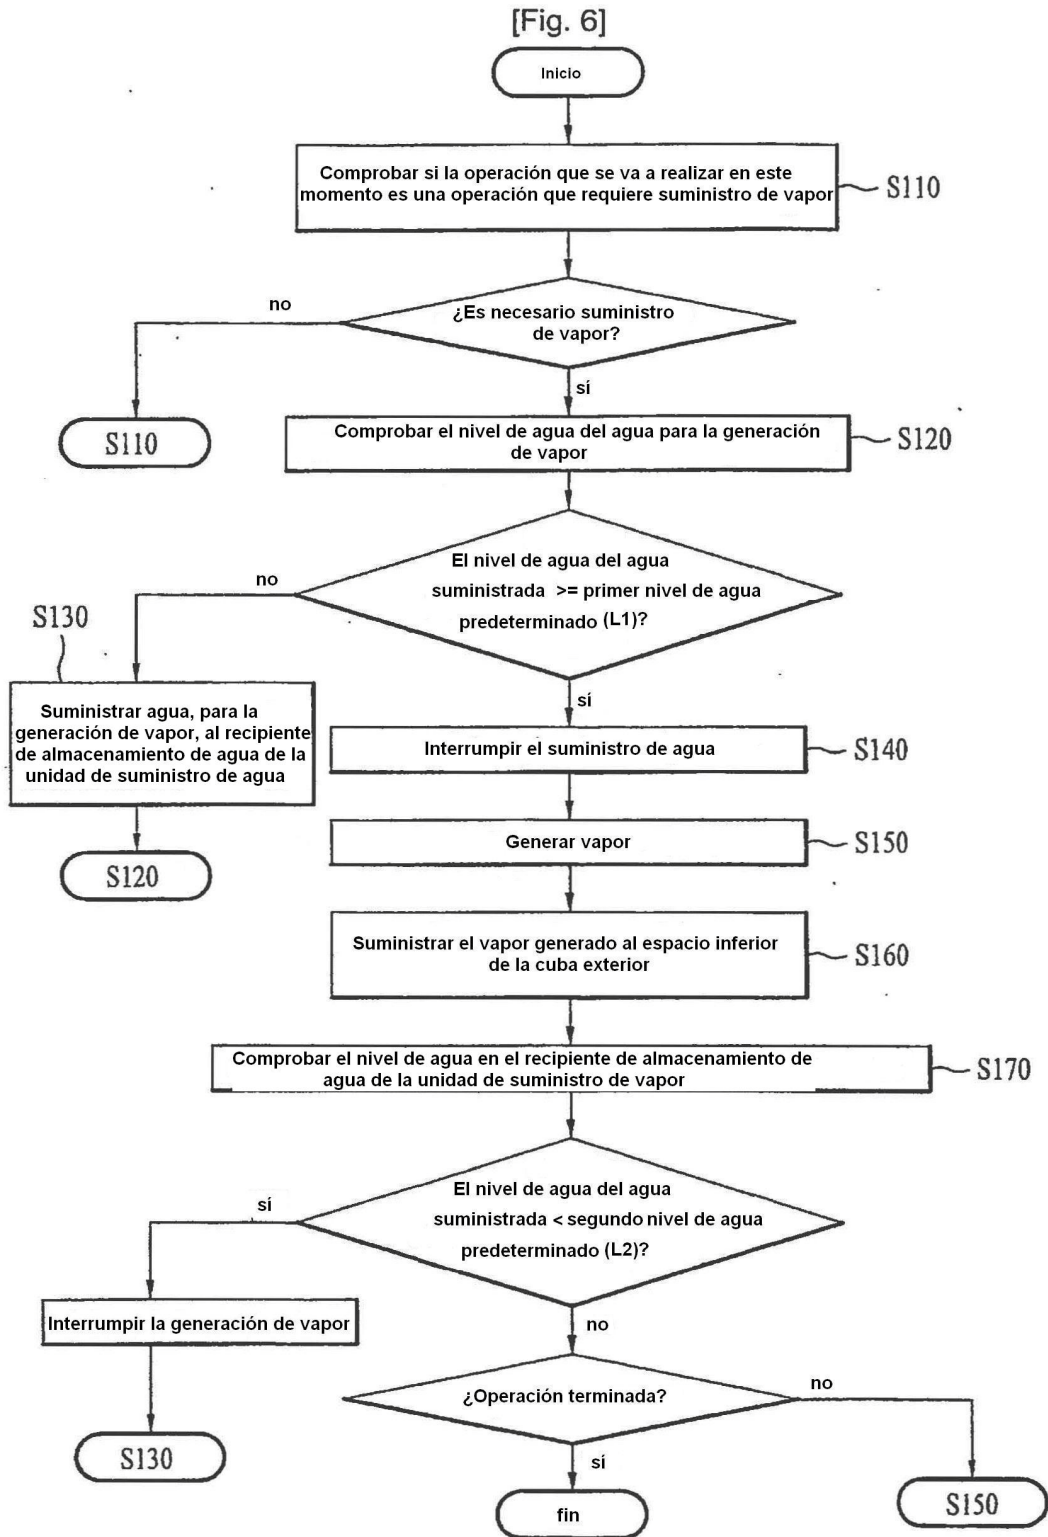 [Fig. 6]
Inicio
Comprobar si la operación que se va a realizar en este
momento es una operación que requiere suministro de vapor
S110
¿Es necesario suministro
de vapor?
no
sí
S110
Comprobar el nivel de agua del agua para la generación
de vapor
S120
El nivel de agua del agua
suministrada >= primer nivel de agua
predeterminado (L1)?
no
sí
S130
Suministrar agua, para la
generación de vapor, al recipiente
de almacenamiento de agua de la
unidad de suministro de agua
S120
Interrumpir el suministro de agua
S140
Generar vapor
S150
Suministrar el vapor generado al espacio inferior
de la cuba exterior
S160
Comprobar el nivel de agua en el recipiente de almacenamiento de
agua de la unidad de suministro de vapor
S170
El nivel de agua del agua
suministrada < segundo nivel de agua
predeterminado (L2)?
sí
no
Interrumpir la generación de vapor
S130
¿Operación terminada?
no
sí
fin
S150